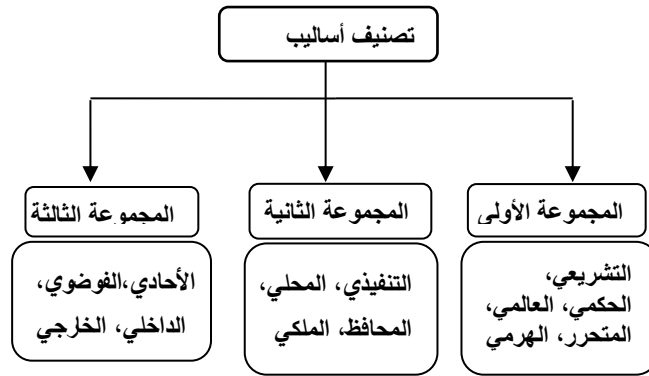 تصنيف أساليب
المجموعة الأولى
المجموعة الثانية
المجموعة الثالثة
التشريعي،
الحكمي، العالمي،
المتحرر، الهرمي
التنفيذي، المحلي،
المحافظ، الملكي
الأحادي،الفوضوي،
الداخلي، الخارجي